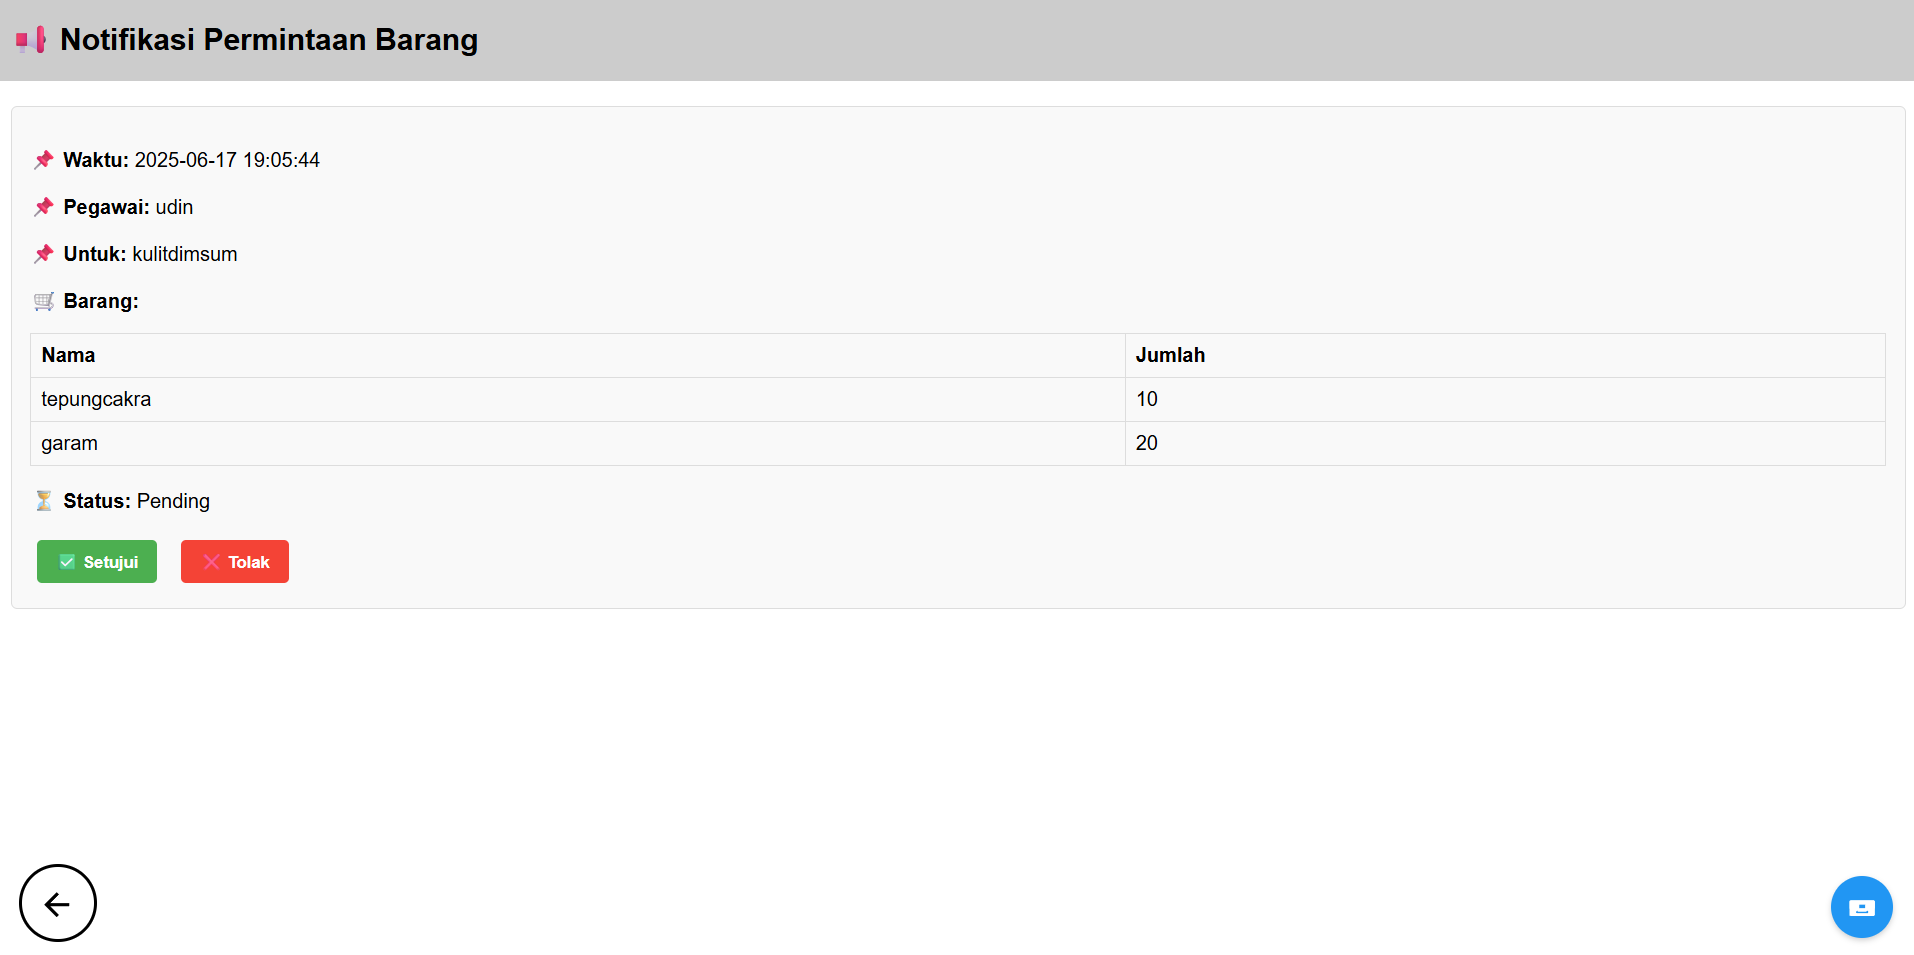 Notifikasi Permintaan Barang
Waktu: 2025-06-17 19:05:44
Pegawai: udin
Untuk: kulitdimsum
Barang:
Nama Jumlah
tepungcakra 10
garam 20
Status: Pending
Setujui Tolak